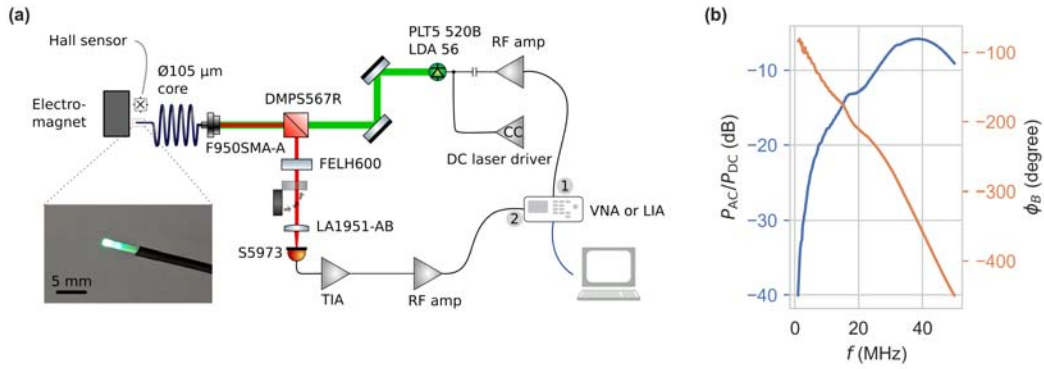 (a)
Hall sensor
Ø105 µm
core
Electro-
magnet
F950SMA-A
DMPS567R
PLT5 520B
LDA 56
RF amp
CC
DC laser driver
FELH600
LA1951-AB
S5973
TIA
RF amp
1
2
VNA or LIA
5 mm
(b)
P_AC/P_DC (dB)
−10
−20
−30
−40
0
20
40
f (MHz)
−100
−200
−300
−400
ϕ_B (degree)